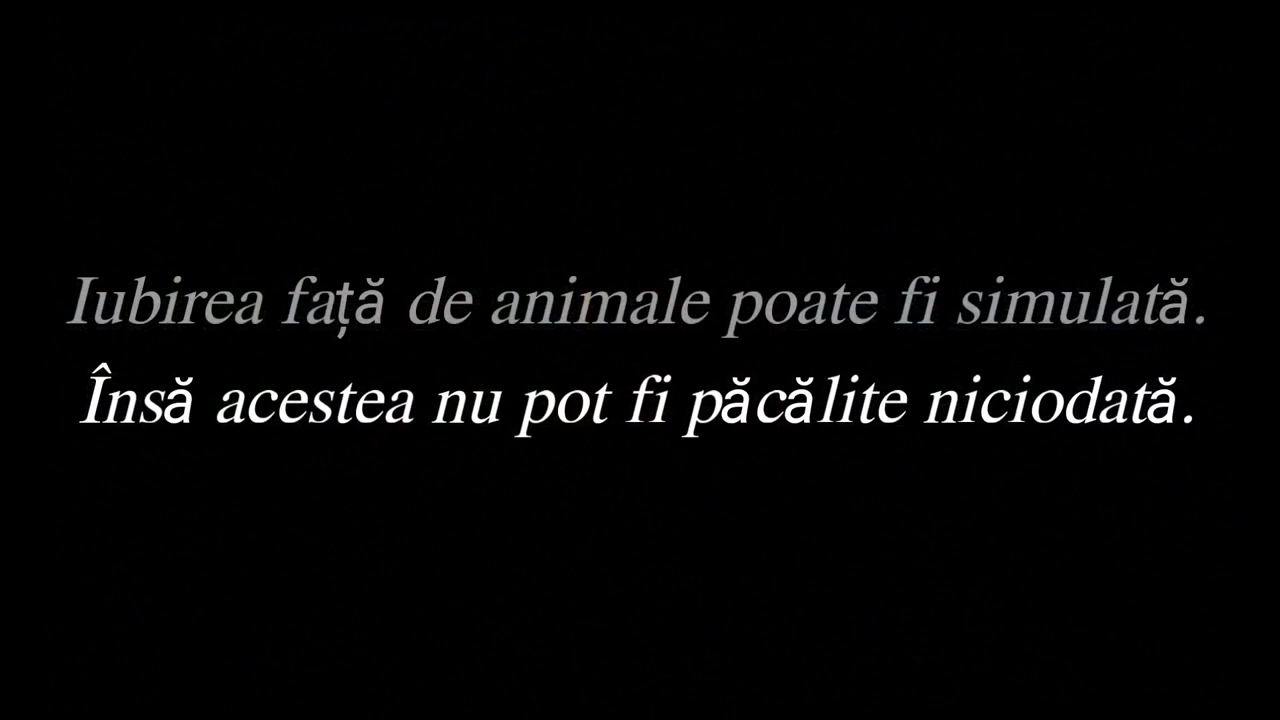 Iubirea față de animale poate fi simulată.
Însă acestea nu pot fi păcălite niciodată.